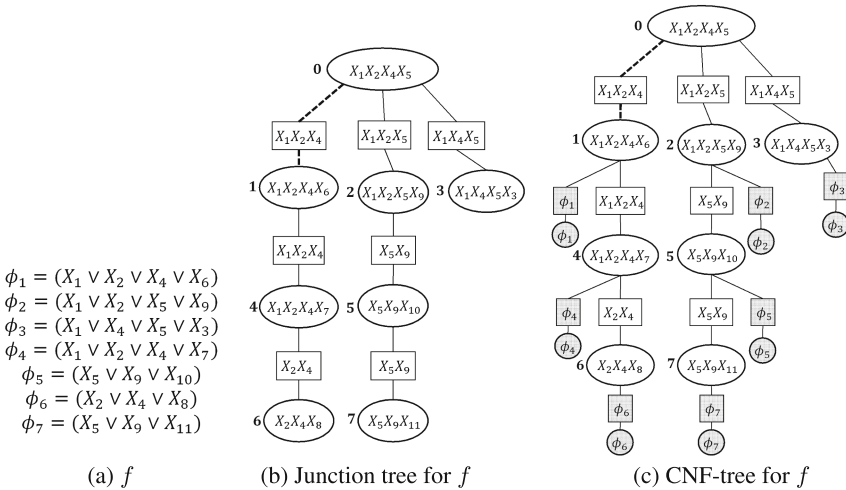 ϕ₁ = (X₁ ∨ X₂ ∨ X₄ ∨ X₆)
ϕ₂ = (X₁ ∨ X₂ ∨ X₅ ∨ X₉)
ϕ₃ = (X₁ ∨ X₄ ∨ X₅ ∨ X₃)
ϕ₄ = (X₁ ∨ X₂ ∨ X₄ ∨ X₇)
ϕ₅ = (X₅ ∨ X₉ ∨ X₁₀)
ϕ₆ = (X₂ ∨ X₄ ∨ X₈)
ϕ₇ = (X₅ ∨ X₉ ∨ X₁₁)
(a) f
0 X₁X₂X₄X₅
X₁X₂X₄ X₁X₂X₅ X₁X₄X₅
1 X₁X₂X₄X₆ 2 X₁X₂X₅X₉ 3 X₁X₄X₅X₃
X₁X₂X₄ X₅X₉
4 X₁X₂X₄X₇ 5 X₅X₉X₁₀
X₂X₄ X₅X₉
6 X₂X₄X₈ 7 X₅X₉X₁₁
(b) Junction tree for f
0 X₁X₂X₄X₅
X₁X₂X₄ X₁X₂X₅ X₁X₄X₅
1 X₁X₂X₄X₆ 2 X₁X₂X₅X₉ 3 X₁X₄X₅X₃
ϕ₁ X₁X₂X₄ X₅X₉ ϕ₂ ϕ₃
ϕ₁ ϕ₂ ϕ₃
4 X₁X₂X₄X₇ 5 X₅X₉X₁₀
ϕ₄ X₂X₄ X₅X₉ ϕ₅
ϕ₄ ϕ₅
6 X₂X₄X₈ 7 X₅X₉X₁₁
ϕ₆ ϕ₇
ϕ₆ ϕ₇
(c) CNF-tree for f